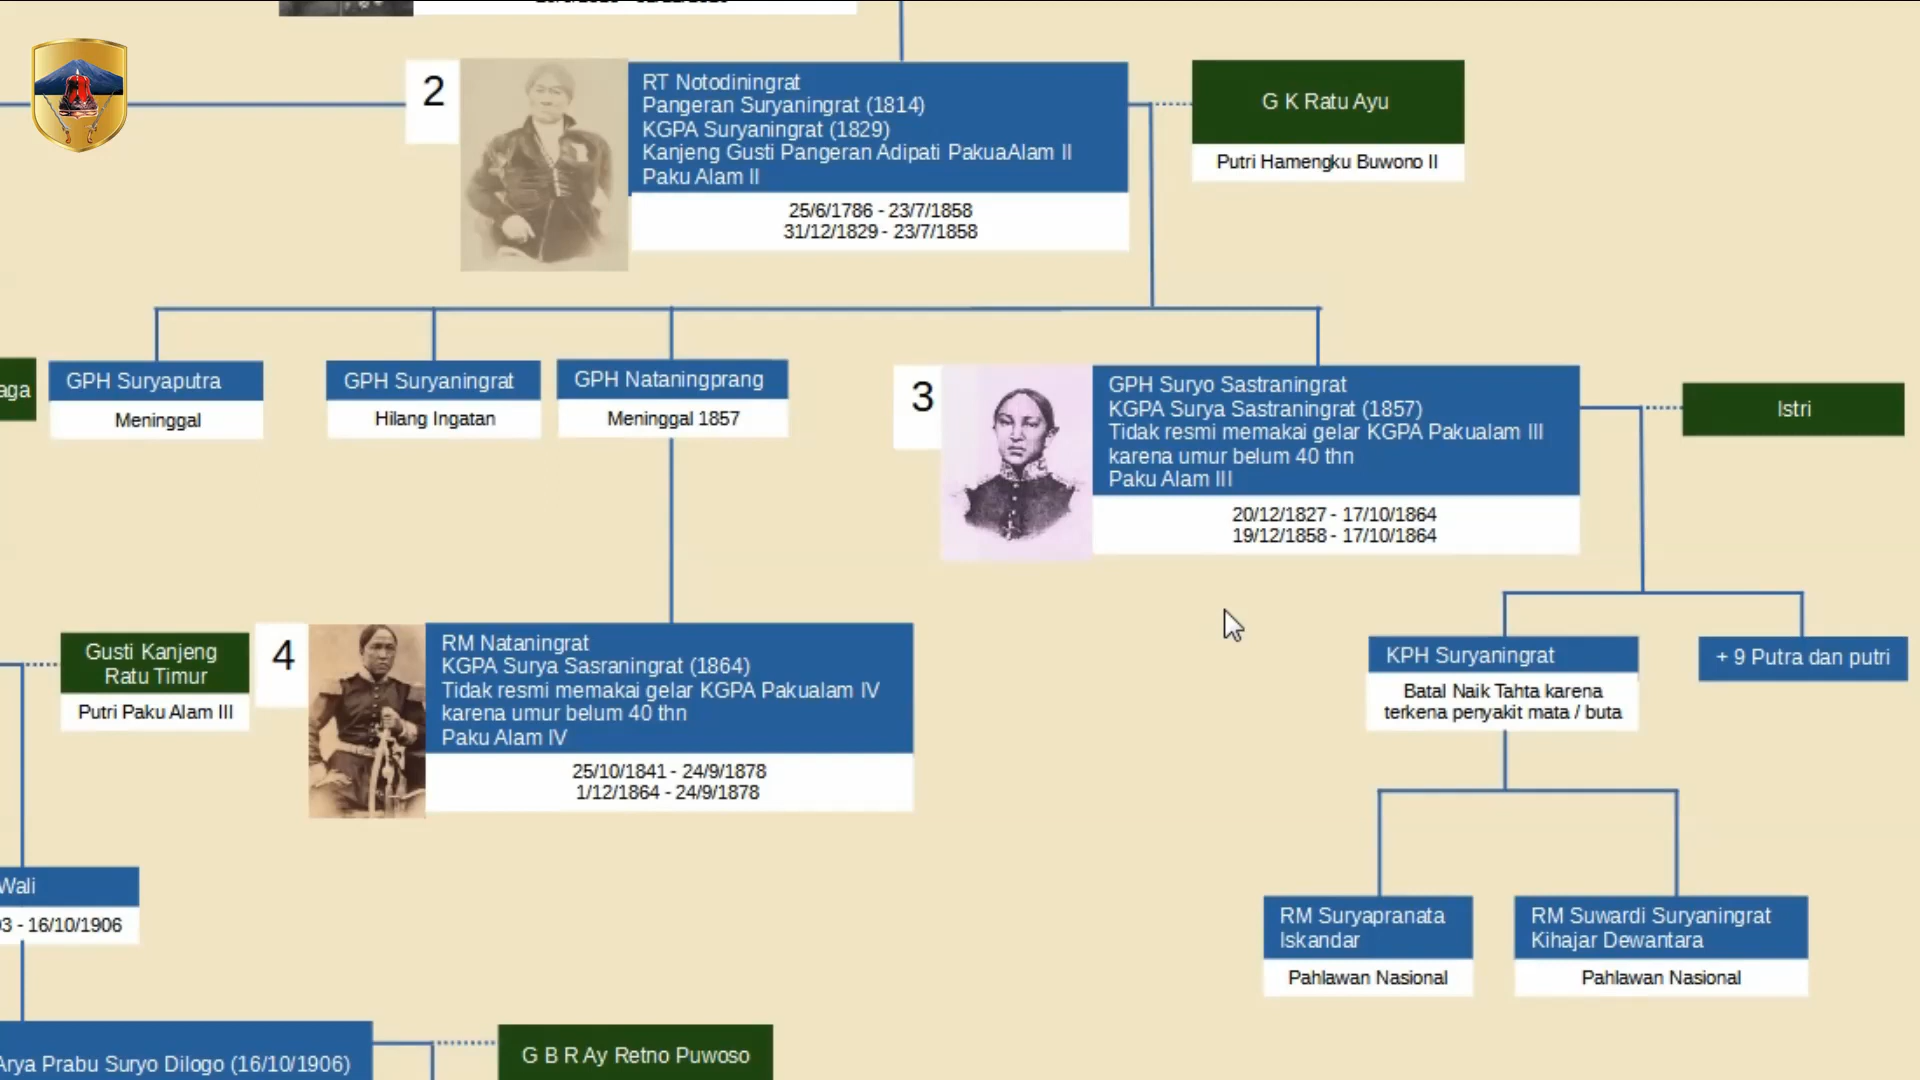 2
RT Notodiningrat
Pangeran Suryaningrat (1814)
KGPA Suryaningrat (1829)
Kanjeng Gusti Pangeran Adipati PakuaAlam II
Paku Alam II
25/6/1786 - 23/7/1858
31/12/1829 - 23/7/1858
G K Ratu Ayu
Putri Hamengku Buwono II
aga
GPH Suryaputra
Meninggal
GPH Suryaningrat
Hilang Ingatan
GPH Nataningprang
Meninggal 1857
3
GPH Suryo Sastraningrat
KGPA Surya Sastraningrat (1857)
Tidak resmi memakai gelar KGPA Pakualam III
karena umur belum 40 thn
Paku Alam III
20/12/1827 - 17/10/1864
19/12/1858 - 17/10/1864
Istri
Gusti Kanjeng
Ratu Timur
Putri Paku Alam III
4
RM Nataningrat
KGPA Surya Sasraningrat (1864)
Tidak resmi memakai gelar KGPA Pakualam IV
karena umur belum 40 thn
Paku Alam IV
25/10/1841 - 24/9/1878
1/12/1864 - 24/9/1878
KPH Suryaningrat
Batal Naik Tahta karena
terkena penyakit mata / buta
+ 9 Putra dan putri
Wali
03 - 16/10/1906
RM Suryapranata
Iskandar
Pahlawan Nasional
RM Suwardi Suryaningrat
Kihajar Dewantara
Pahlawan Nasional
Arya Prabu Suryo Dilogo (16/10/1906)
G B R Ay Retno Puwoso